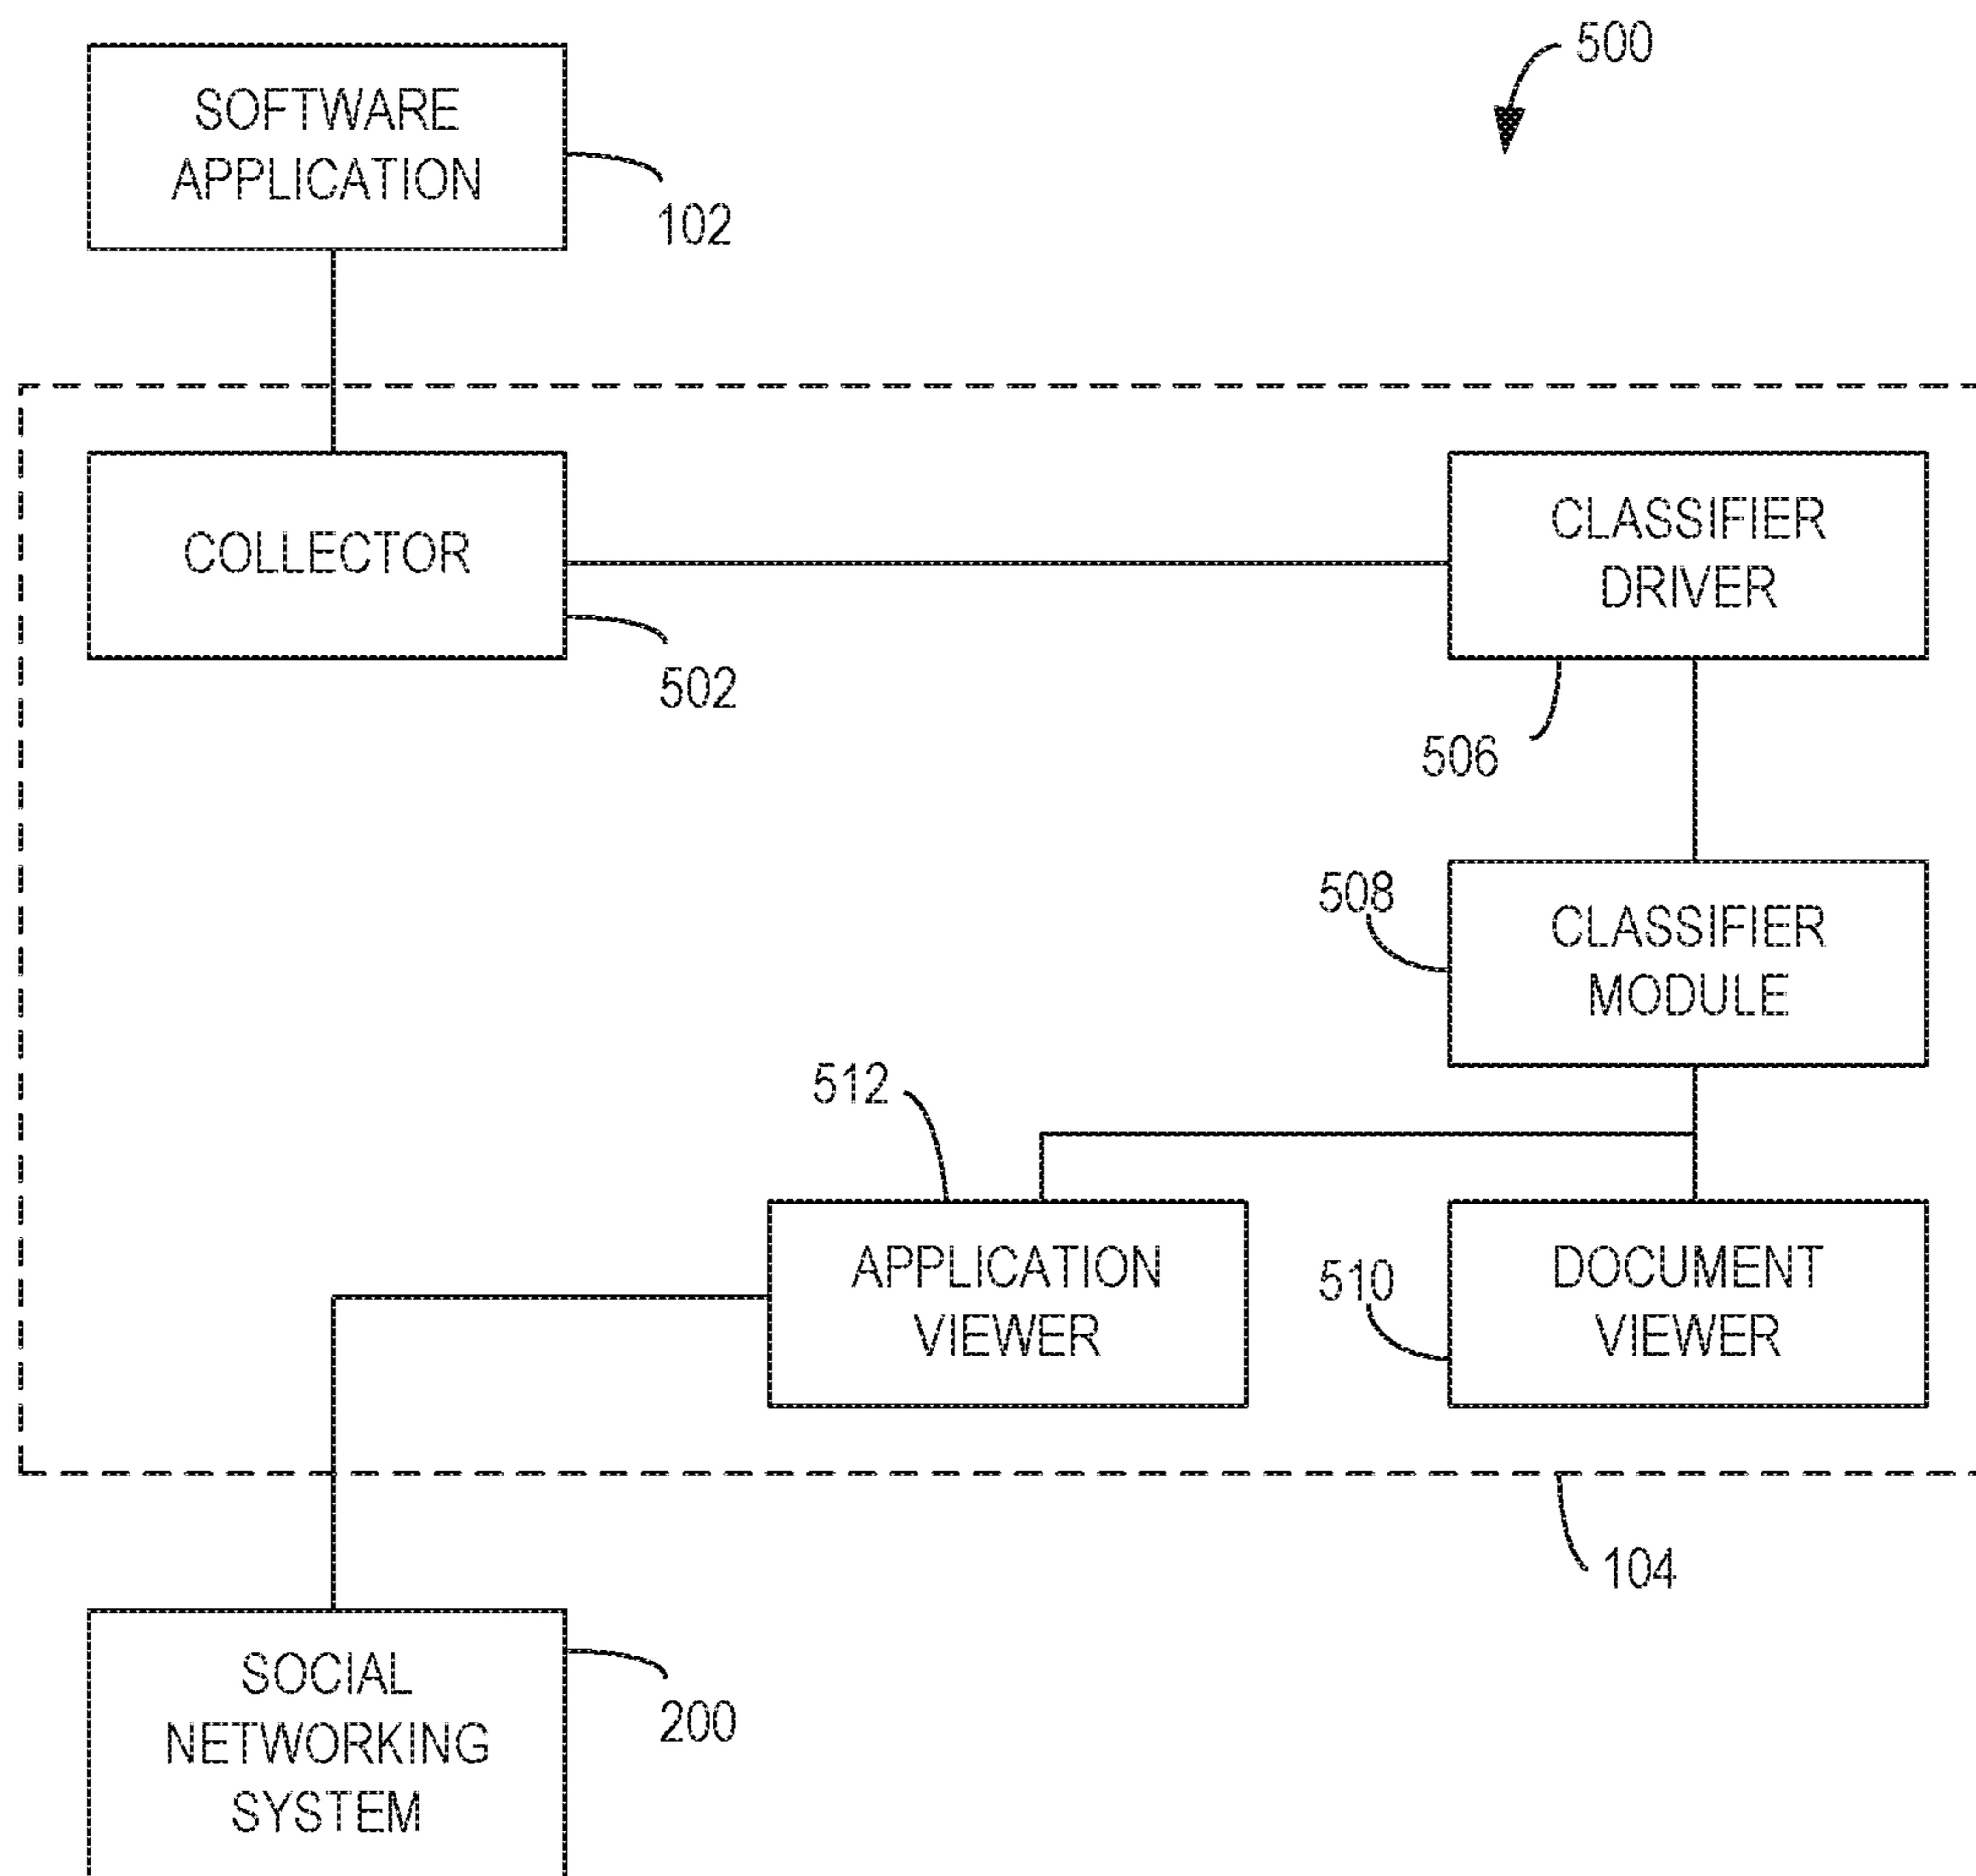 500
SOFTWARE
APPLICATION
102
COLLECTOR
502
CLASSIFIER
DRIVER
506
508
CLASSIFIER
MODULE
512
APPLICATION
VIEWER
510
DOCUMENT
VIEWER
104
SOCIAL
NETWORKING
SYSTEM
200